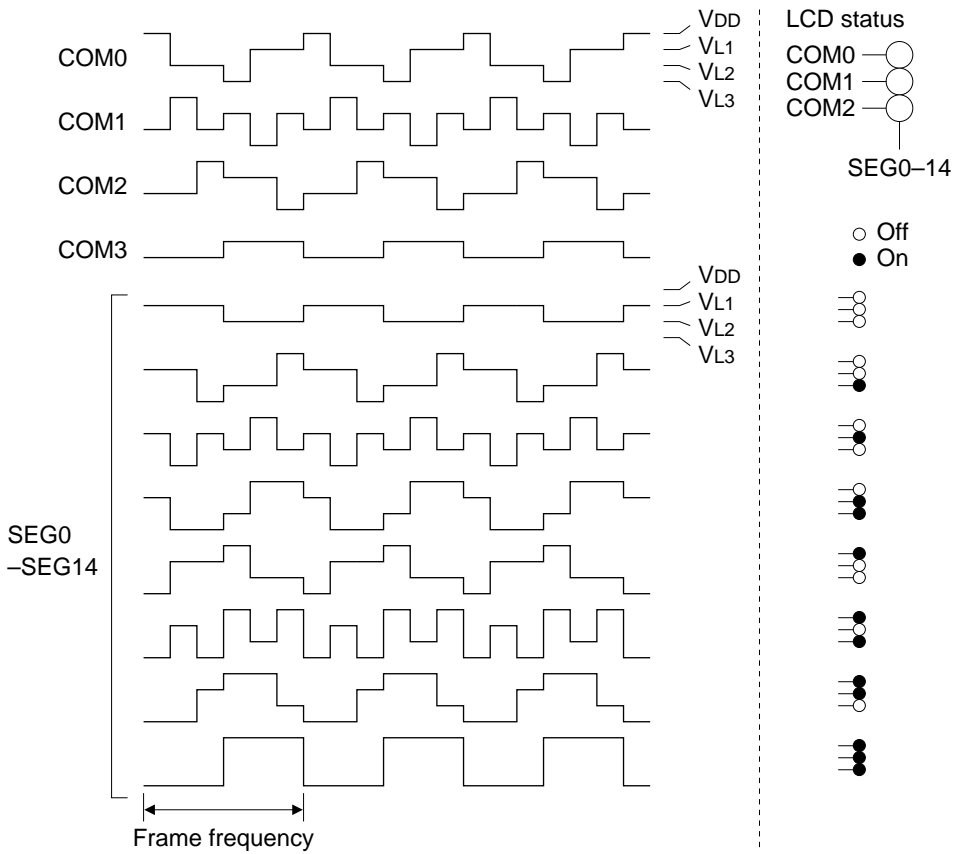 COM0
COM1
COM2
COM3
VDD
VL1
VL2
VL3
VDD
VL1
VL2
VL3
SEG0
–SEG14
Frame frequency
LCD status
COM0
COM1
COM2
SEG0–14
Off
On